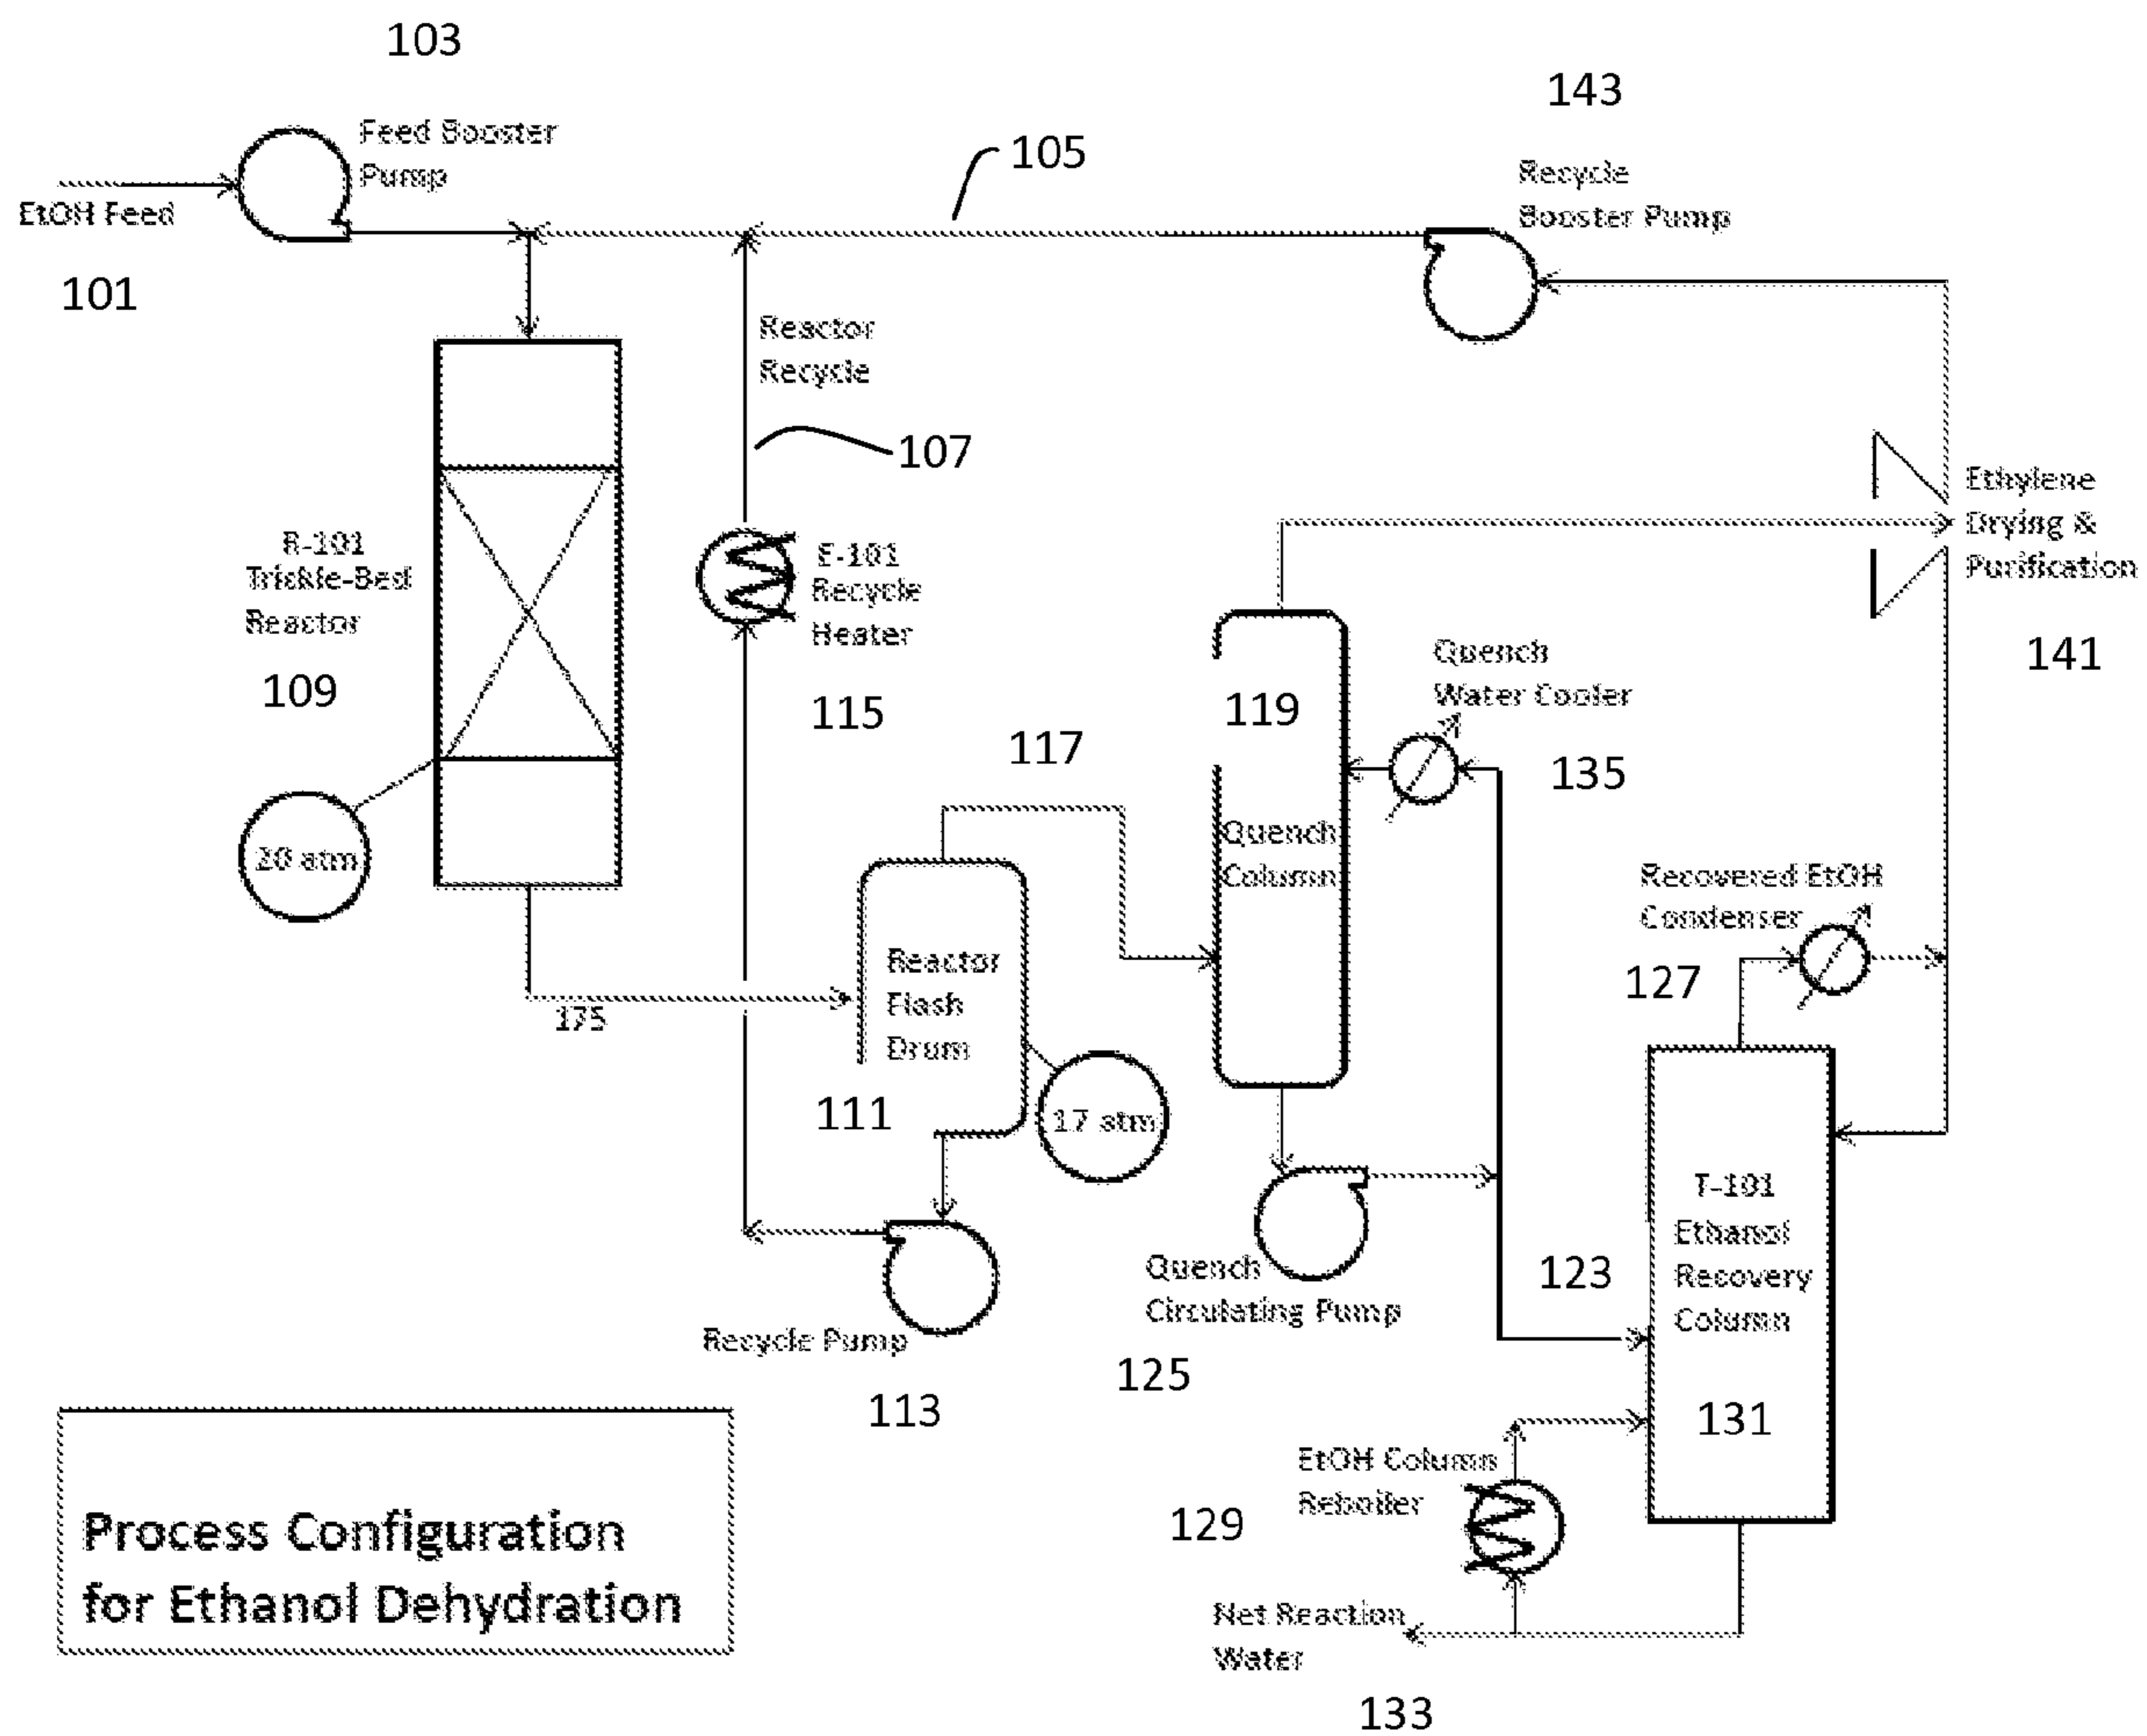 103
143
Feed Booster
Pump
105
Recycle
Booster Pump
EtOH Feed
101
Reactor
Recycle
107
Ethylene
Drying &
Purification
R-101
Trickle-Bed
Reactor
E-101
Recycle
Heater
109
115
119
Quench
Water Cooler
141
117
135
20 atm
Quench
Column
Recovered EtOH
Condenser
127
Reactor
Flash
Drum
175
111
17 atm
T-101
Ethanol
Recovery
Column
Quench
Circulating Pump
123
Recycle Pump
125
113
131
EtOH Column
Reboiler
129
Process Configuration
for Ethanol Dehydration
Net Reaction
Water
133